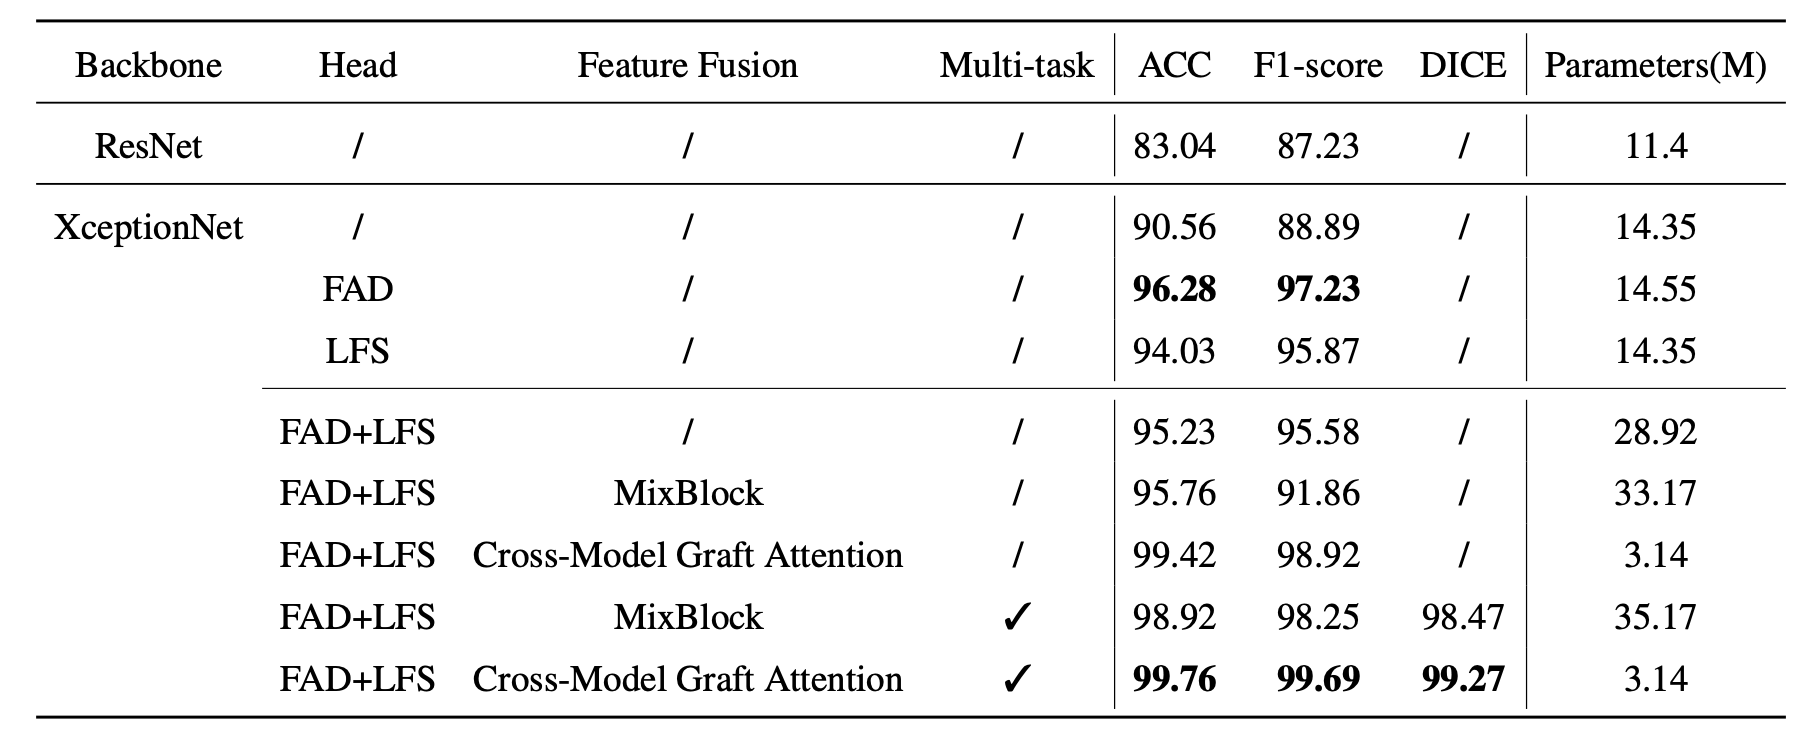 Backbone Head Feature Fusion Multi-task ACC F1-score DICE Parameters(M)
ResNet / / / 83.04 87.23 / 11.4
XceptionNet / / / 90.56 88.89 / 14.35
FAD / / 96.28 97.23 / 14.55
LFS / / 94.03 95.87 / 14.35
FAD+LFS / / 95.23 95.58 / 28.92
FAD+LFS MixBlock / 95.76 91.86 / 33.17
FAD+LFS Cross-Model Graft Attention / 99.42 98.92 / 3.14
FAD+LFS MixBlock ✓ 98.92 98.25 98.47 35.17
FAD+LFS Cross-Model Graft Attention ✓ 99.76 99.69 99.27 3.14